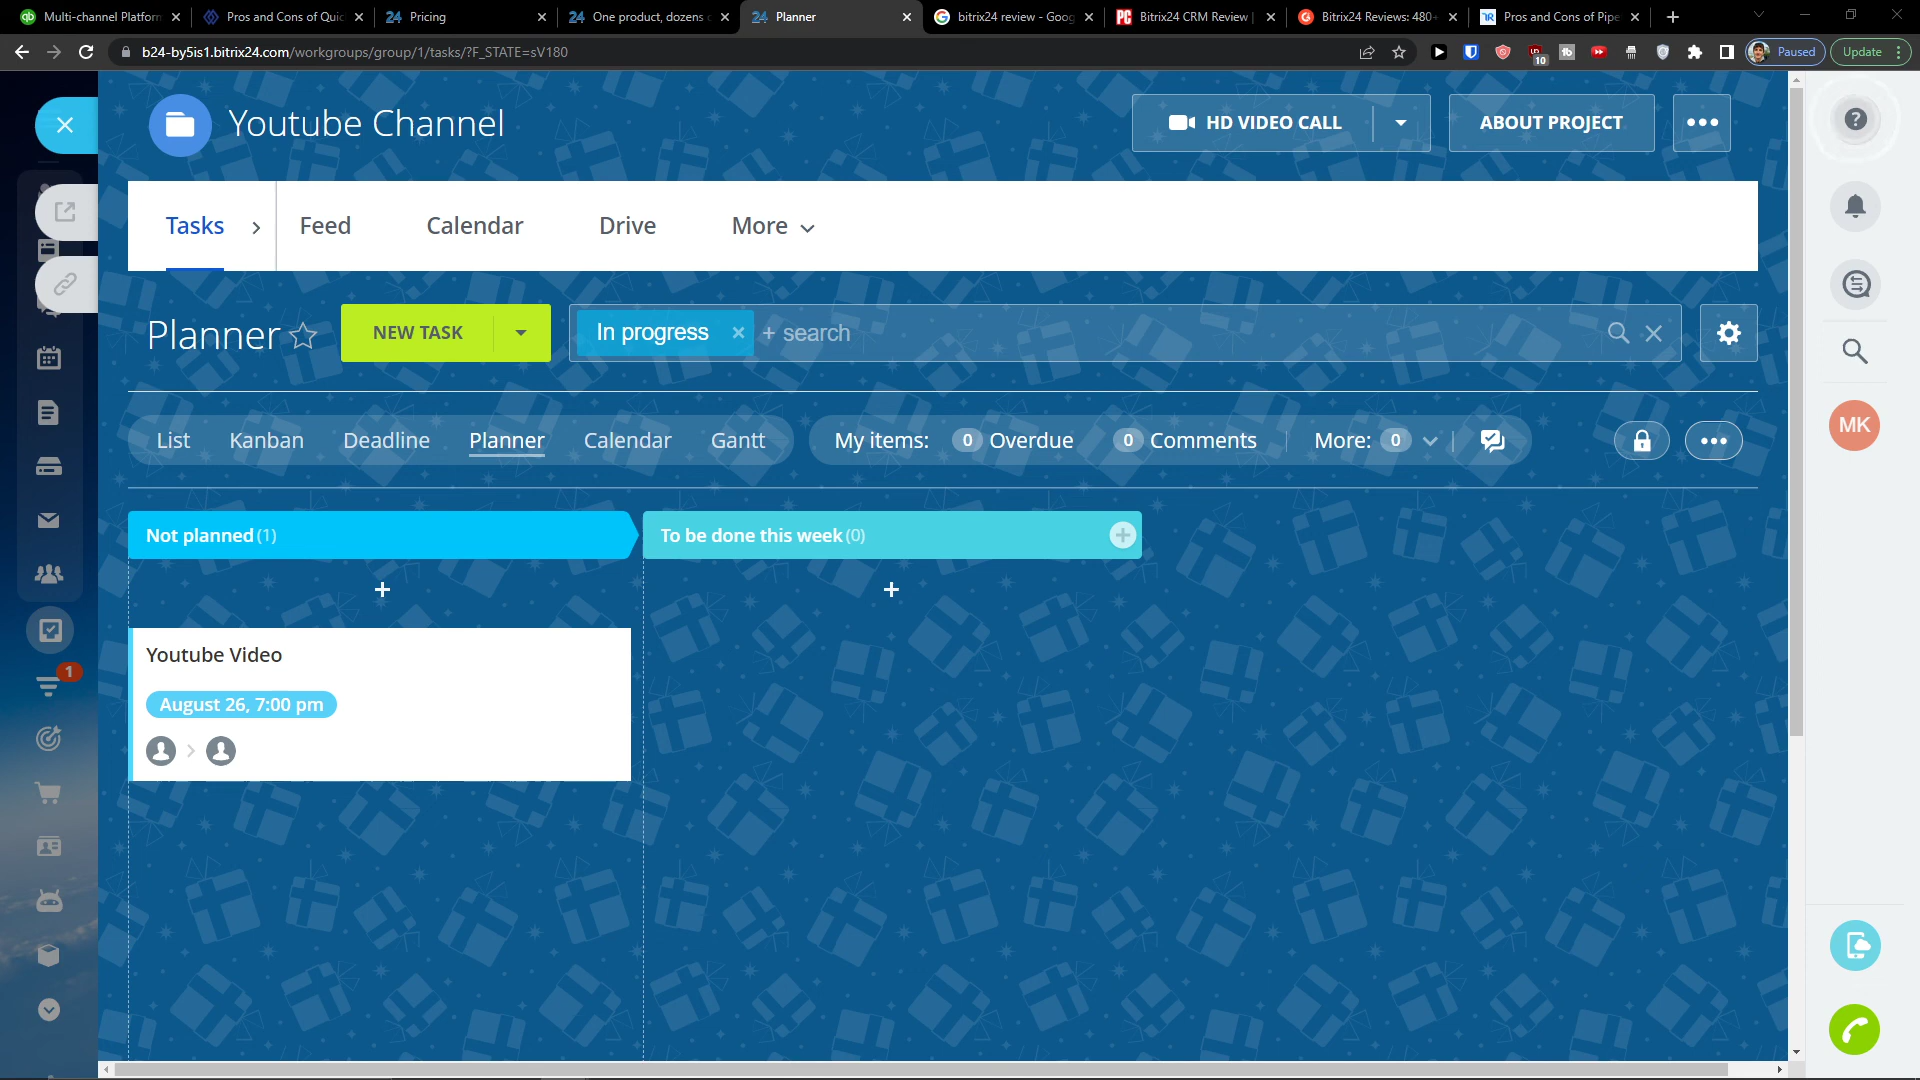 Multi-channel Platform
Pros and Cons of Quic
24 Pricing
24 One product, dozens o
24 Planner
bitrix24 review - Goog
Bitrix24 CRM Review |
Bitrix24 Reviews: 480+
Pros and Cons of Pipe
b24-by5is1.bitrix24.com/workgroups/group/1/tasks/?F_STATE=sV180
10
Paused
Update
Youtube Channel
HD VIDEO CALL
ABOUT PROJECT
Tasks
Feed
Calendar
Drive
More
Planner
NEW TASK
In progress
+ search
List
Kanban
Deadline
Planner
Calendar
Gantt
My items:
0 Overdue
0 Comments
More: 0
MK
Not planned (1)
To be done this week (0)
Youtube Video
August 26, 7:00 pm
1